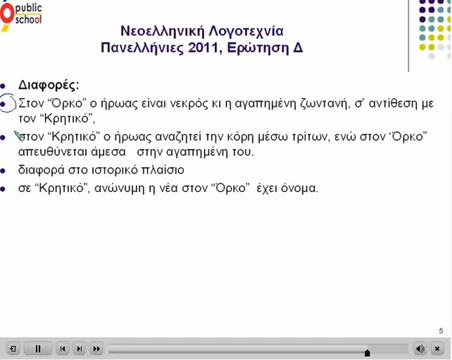 9
public
school
Νεοελληνική Λογοτεχνία
Πανελλήνιες 2011, Ερώτηση Δ
Διαφορές:
Στον “Όρκο” ο ήρωας είναι νεκρός κι η αγαπημένη ζωντανή, σ’ αντίθεση με
τον “Κρητικό”,
στον “Κρητικό” ο ήρωας αναζητεί την κόρη μέσω τρίτων, ενώ στον ‘Όρκο”
απευθύνεται άμεσα στην αγαπημένη του.
διαφορά στο ιστορικό πλαίσιο
σε “Κρητικό”, ανώνυμη η νέα στον “Όρκο” έχει όνομα.
5